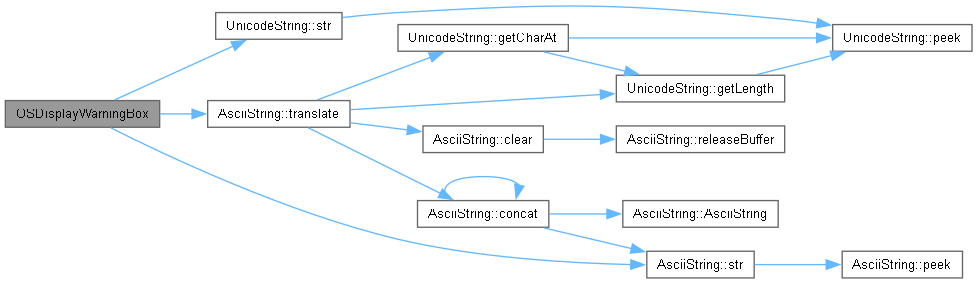 UnicodeString::str
UnicodeString::getCharAt
UnicodeString::peek
UnicodeString::getLength
OSDisplayWarningBox
AsciiString::translate
AsciiString::clear
AsciiString::releaseBuffer
AsciiString::concat
AsciiString::AsciiString
AsciiString::str
AsciiString::peek